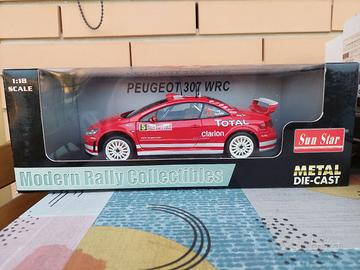 1:18
SCALE
PEUGEOT 307 WRC
5
TOTAL
clarion
Sun Star
METAL
DIE-CAST
Modern Rally Collectibles